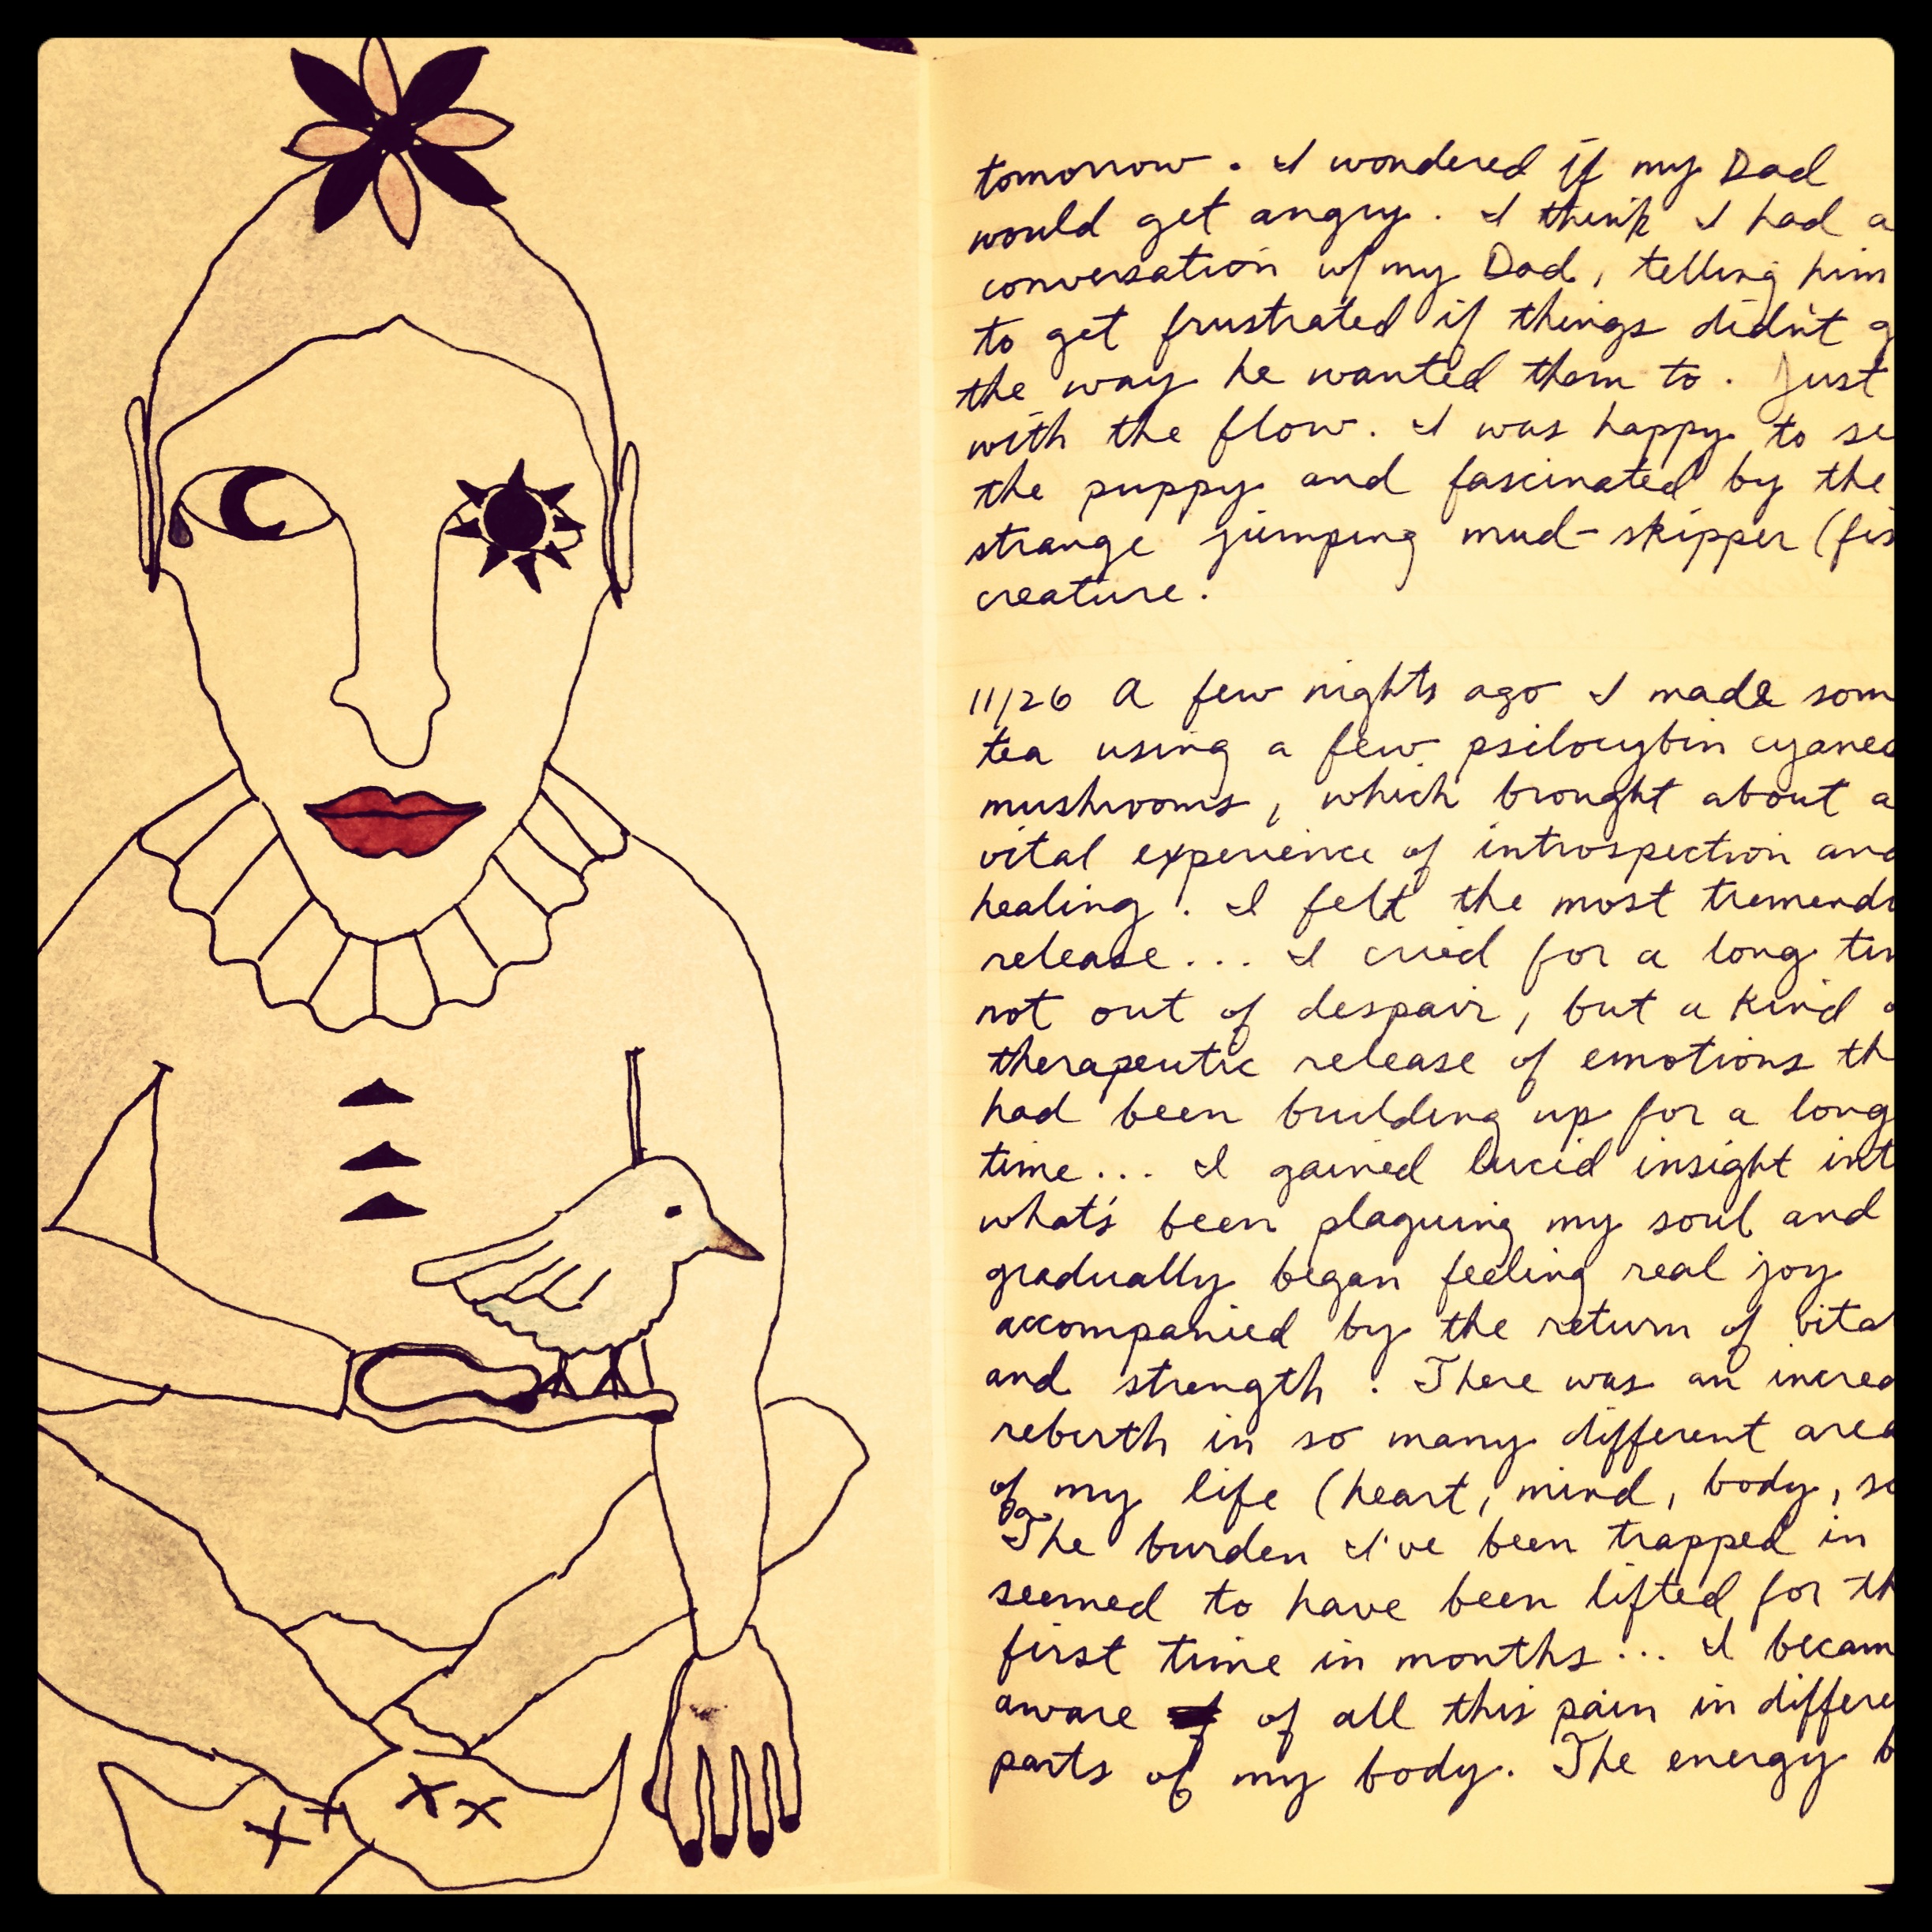 tomorrow. I wondered if my Dad
would get angry. I think I had a
conversation w/ my Dad, telling him
to get frustrated if things didn't g
the way he wanted them to. Just
with the flow. I was happy to se
the puppy and fascinated by the
strange jumping mud-skipper (fis
creature.
11/26 A few nights ago I made som
tea using a few psilocybin cyanec
mushrooms, which brought about a
vital experience of introspection and
healing. I felt the most tremend
release... I cried for a long tim
not out of despair, but a kind o
therapeutic release of emotions th
had been building up for a long
time... I gained lucid insight int
what's been plaguing my soul and
gradually began feeling real joy
accompanied by the return of vita
and strength. There was an incred
rebirth in so many different area
of my life (heart, mind, body, so
The burden I've been trapped in
seemed to have been lifted for th
first time in months... I becam
aware of all this pain in differe
parts of my body. The energy b